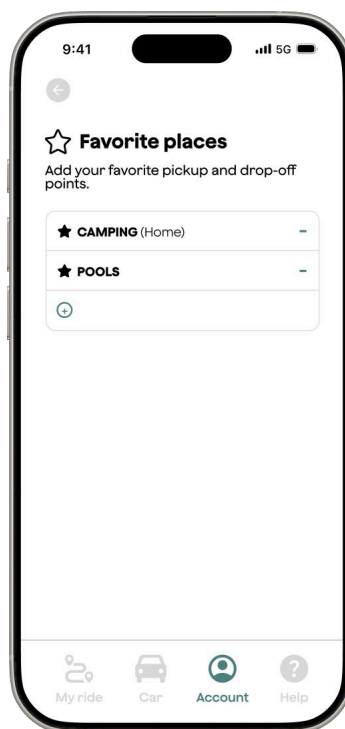 9:41
5G
Favorite places
Add your favorite pickup and drop-off
points.
CAMPING (Home)
POOLS
My ride
Car
Account
Help